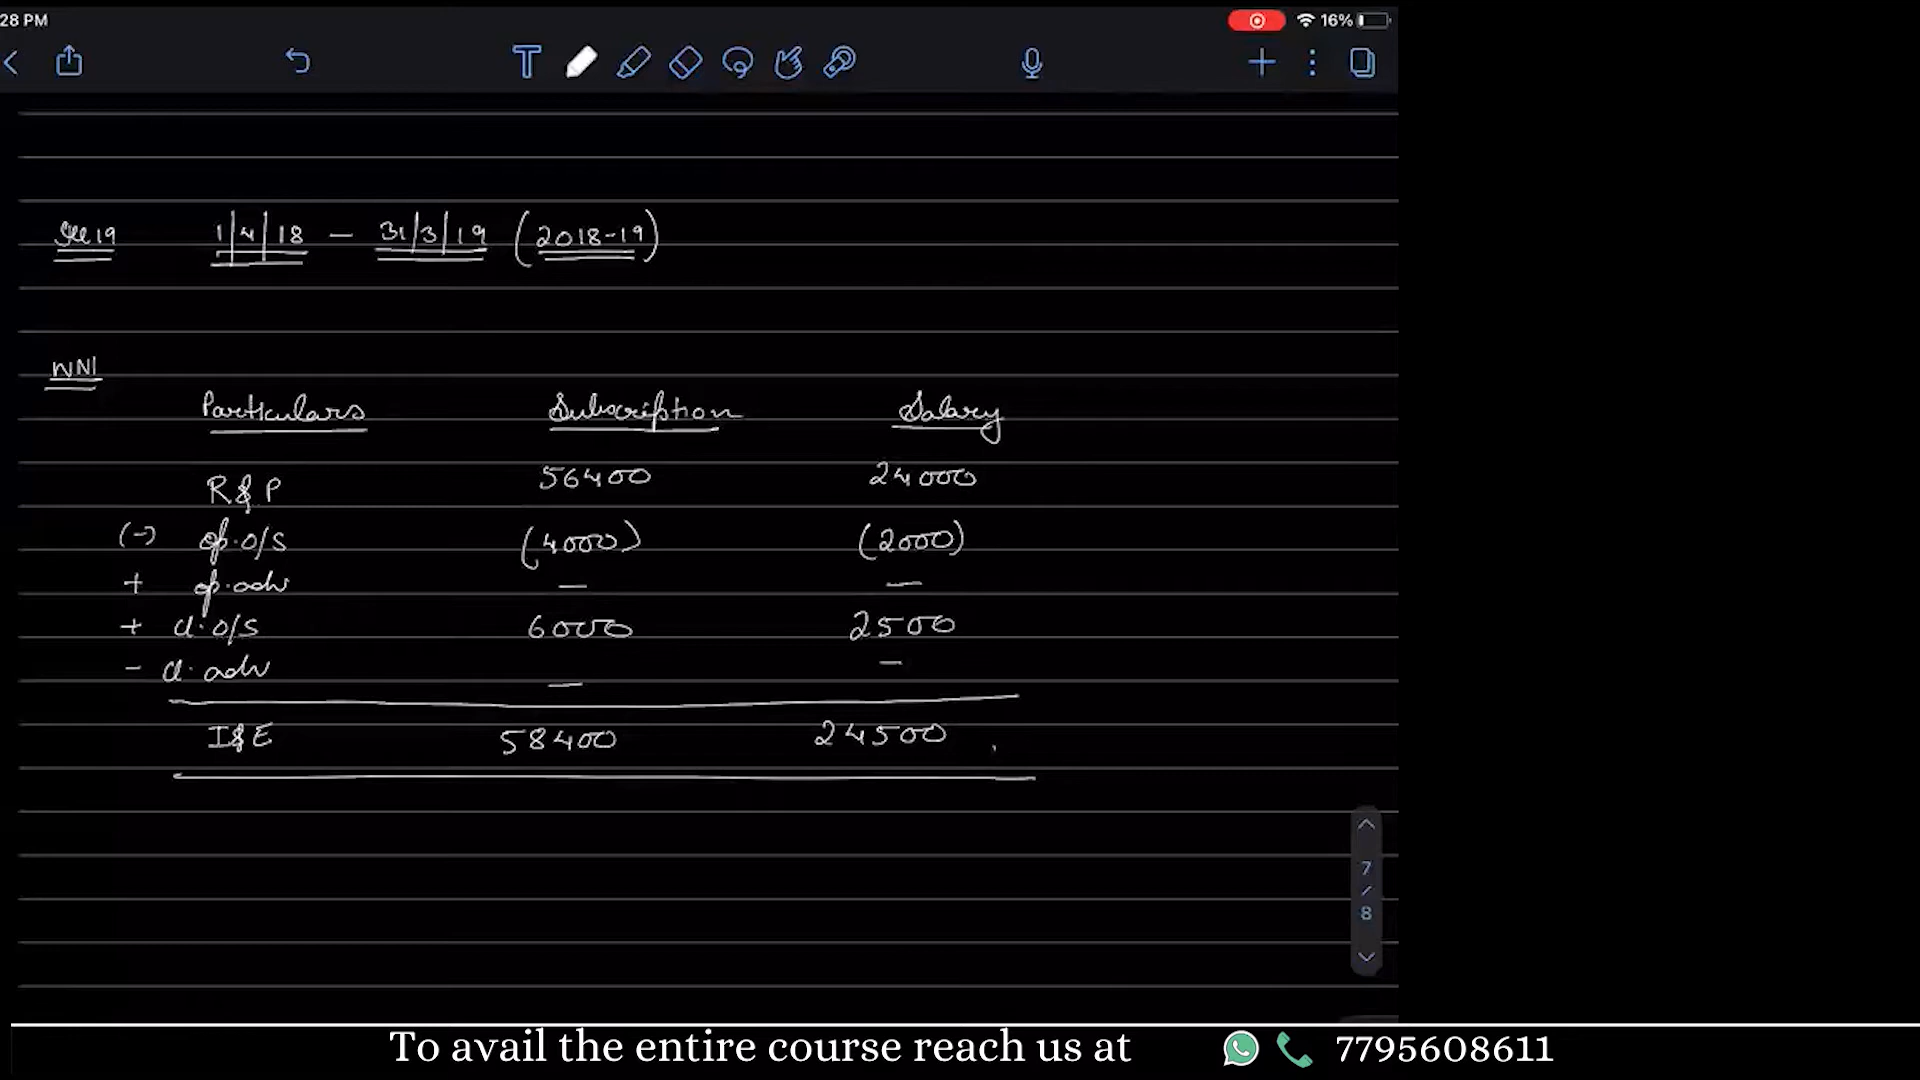 28 PM 16%
T
Ill 19 1/4/18 – 31/3/19 (2018-19)
WN1
Particulars Subscription Salary
R&P 56400 24000
(-) op. o/s (4000) (2000)
+ op. adv — —
+ cl. o/s 6000 2500
- cl. adv — —
I&E 58400 24500
7
/
8
To avail the entire course reach us at 7795608611